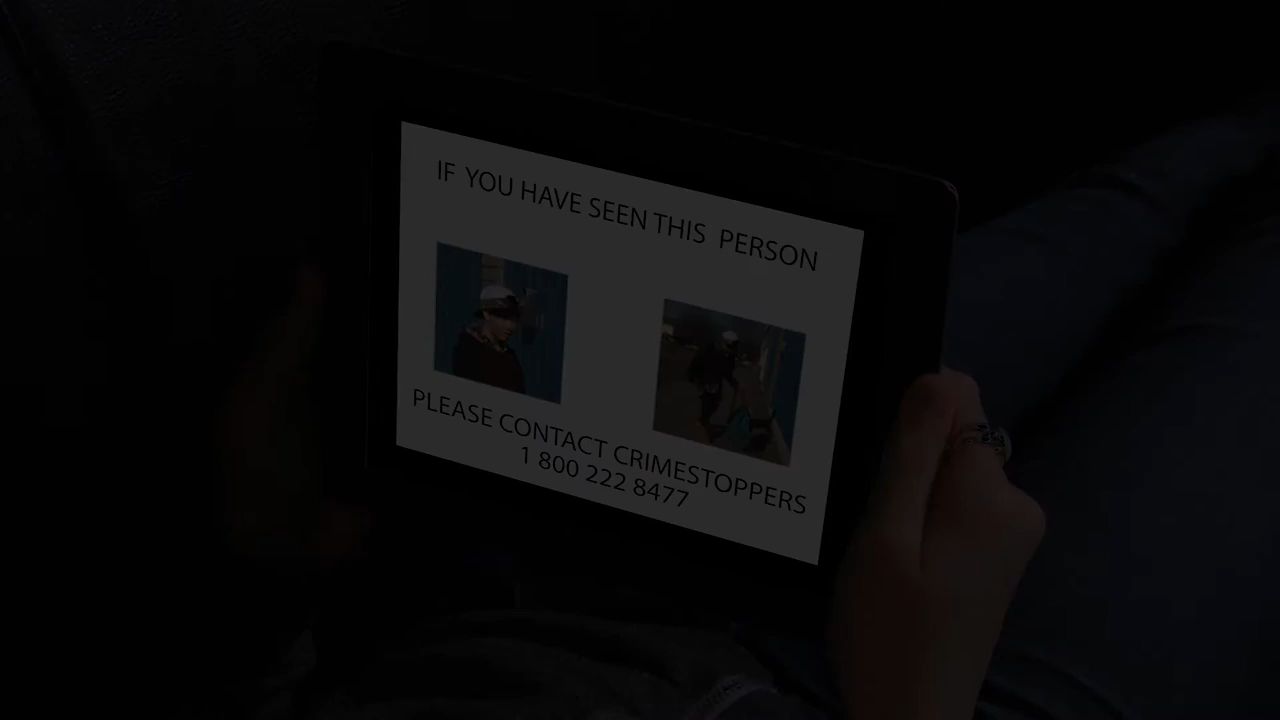 IF YOU HAVE SEEN THIS PERSON
PLEASE CONTACT CRIMESTOPPERS
1 800 222 8477